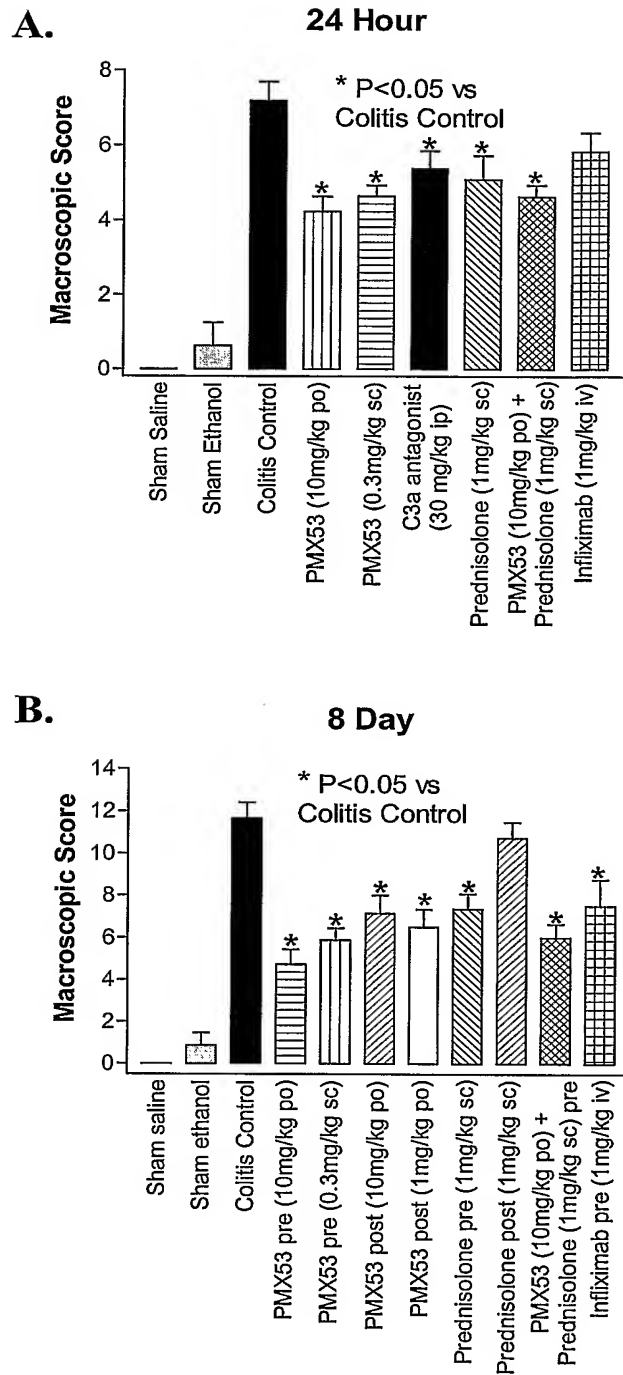 A.
24 Hour
Macroscopic Score
8
6
4
2
0
* P<0.05 vs
Colitis Control
*
*
*
*
*
Sham Saline
Sham Ethanol
Colitis Control
PMX53 (10mg/kg po)
PMX53 (0.3mg/kg sc)
C3a antagonist
(30 mg/kg ip)
Prednisolone (1mg/kg sc)
PMX53 (10mg/kg po) +
Prednisolone (1mg/kg sc)
Infliximab (1mg/kg iv)
B.
8 Day
Macroscopic Score
14
12
10
8
6
4
2
0
* P<0.05 vs
Colitis Control
*
*
*
*
*
*
*
Sham saline
Sham ethanol
Colitis Control
PMX53 pre (10mg/kg po)
PMX53 pre (0.3mg/kg sc)
PMX53 post (10mg/kg po)
PMX53 post (1mg/kg po)
Prednisolone pre (1mg/kg sc)
Prednisolone post (1mg/kg sc)
PMX53 (10mg/kg po) +
Prednisolone (1mg/kg sc) pre
Infiximab pre (1mg/kg iv)